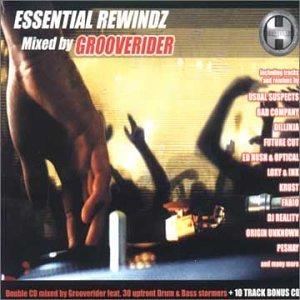 ESSENTIAL REWINDZ
Mixed by GROOVERIDER
H
Including tracks
and remixes by
USUAL SUSPECTS
BAD COMPANY
DILLINJA
FUTURE CUT
ED RUSH & OPTICAL
LOXY & INK
KRUST
FABIO
DJ REALITY
ORIGIN UNKNOWN
PESHAY
and many more
Double CD mixed by Grooverider feat. 30 upfront Drum & Bass stormers + 10 TRACK BONUS CD